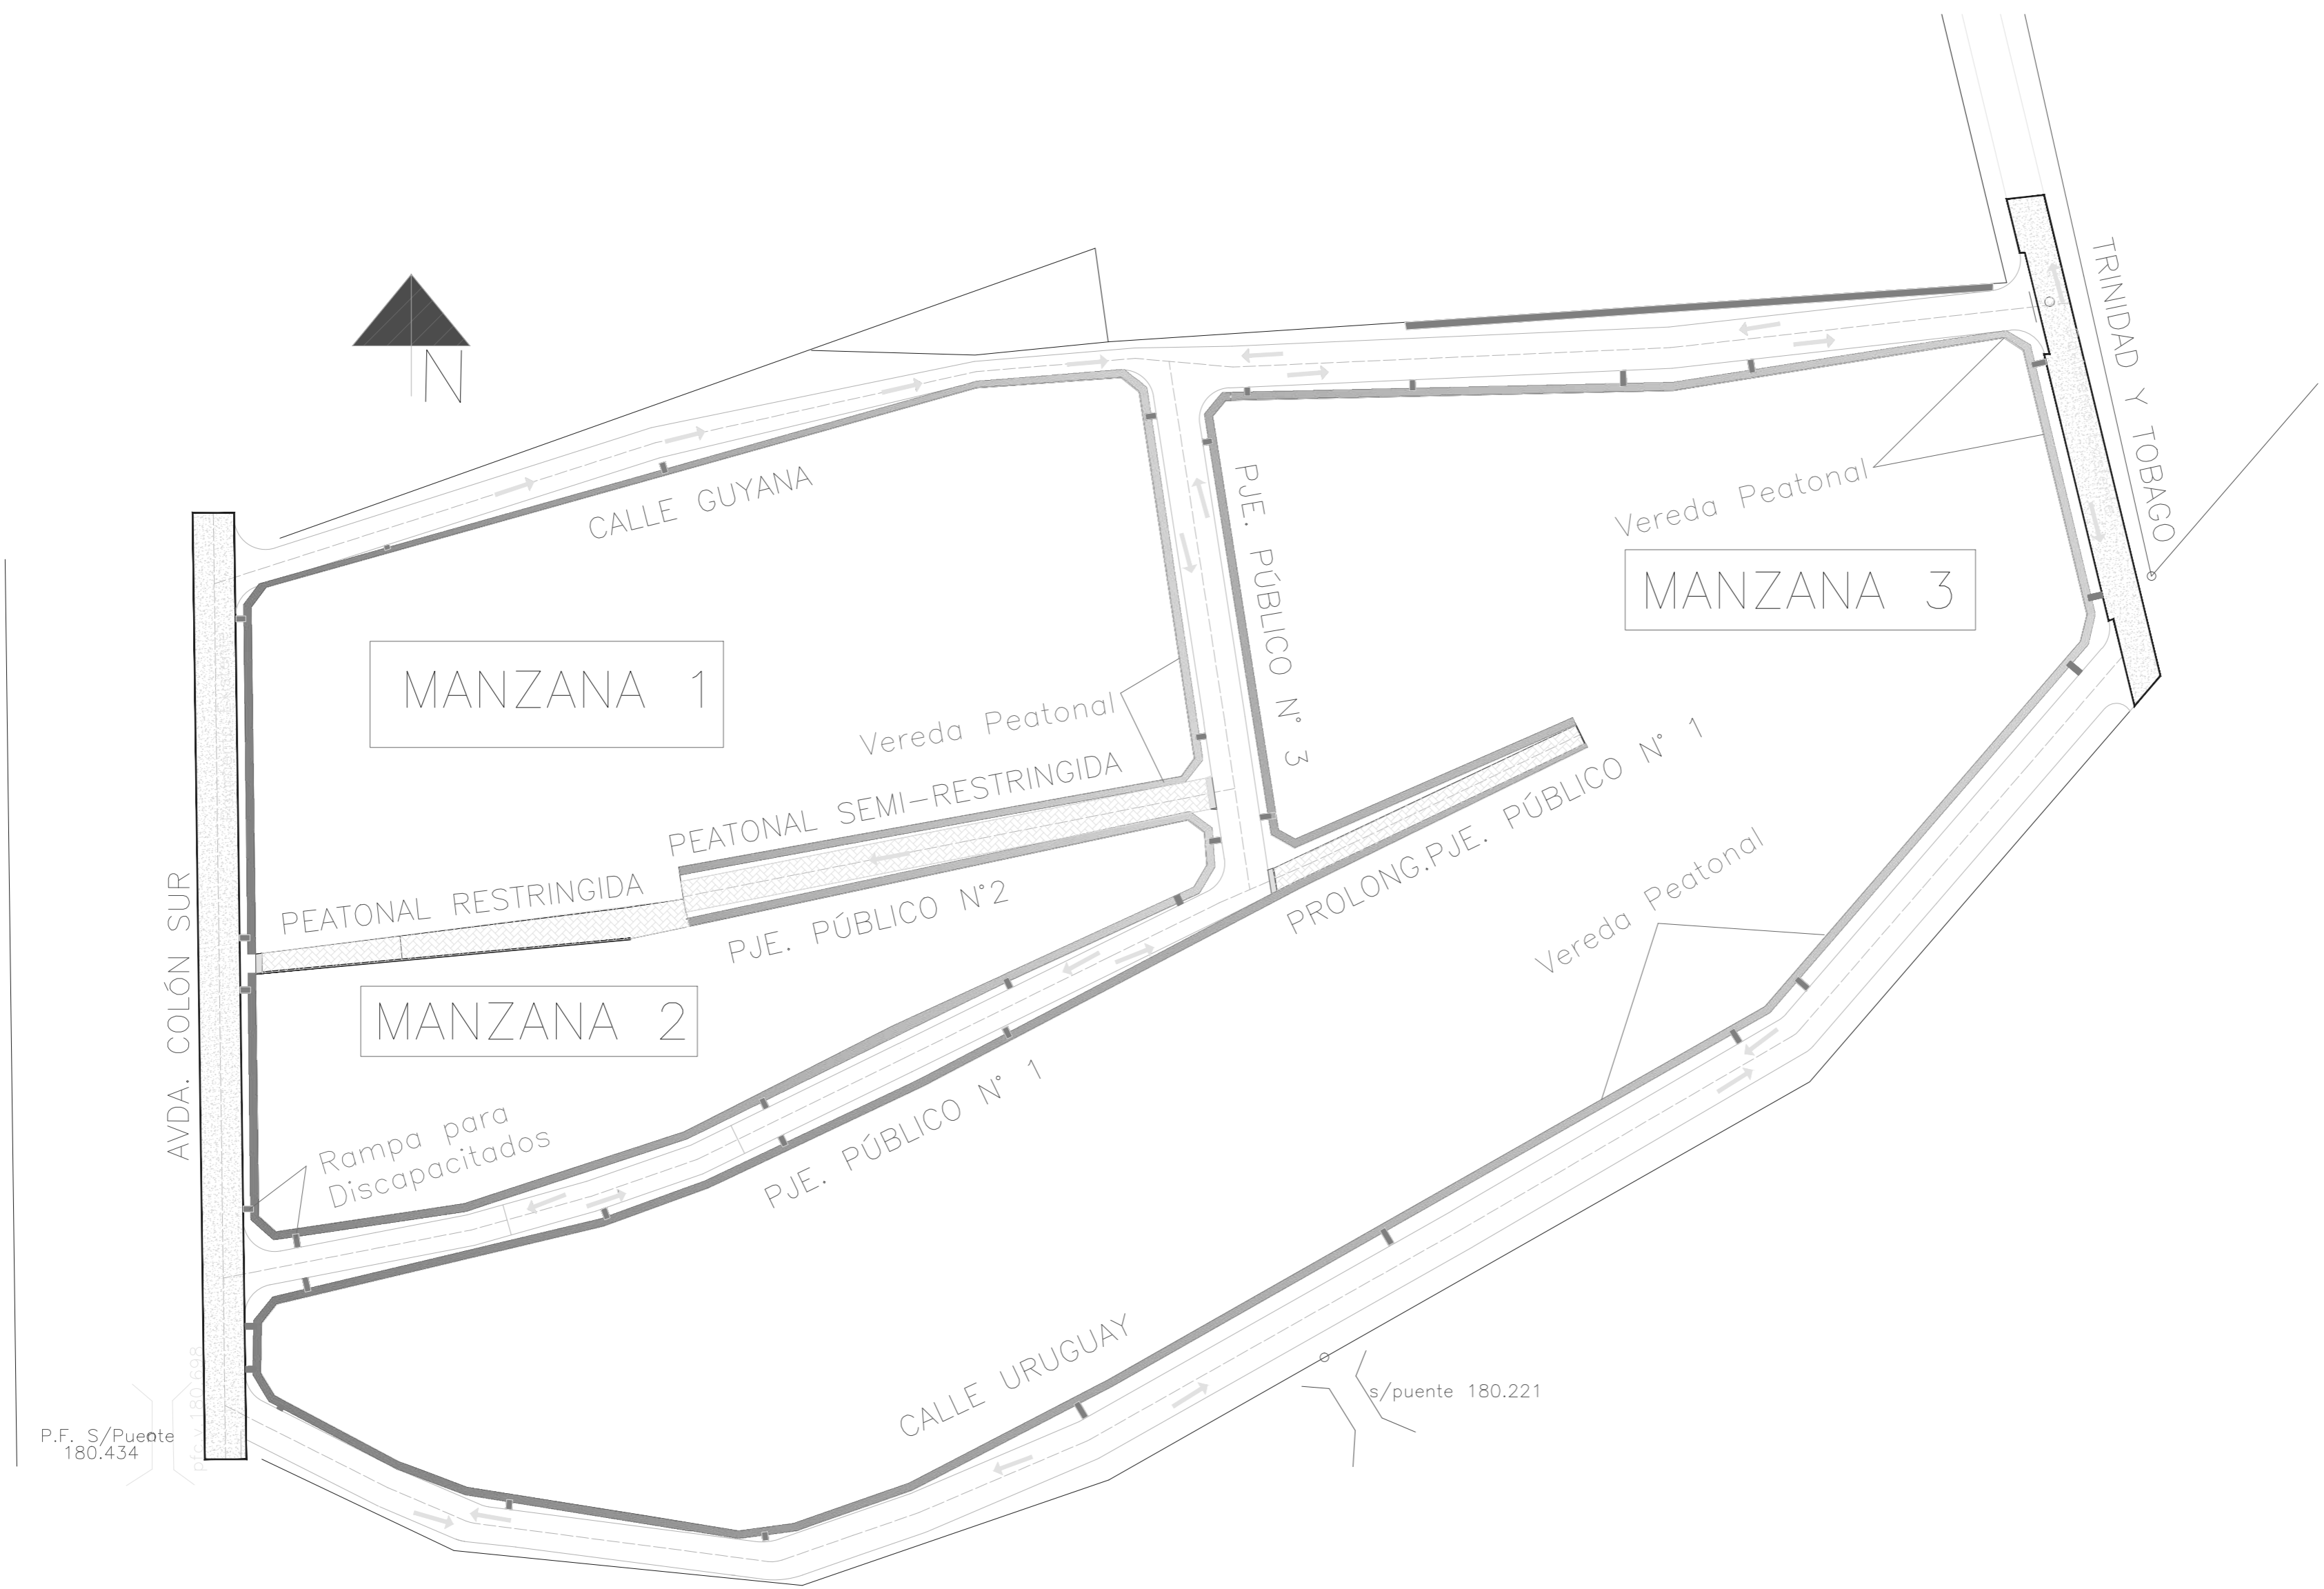 TRINIDAD Y TOBAGO
N
CALLE GUYANA
PJE. PÚBLICO N° 3
Vereda Peatonal
MANZANA 3
MANZANA 1
Vereda Peatonal
PEATONAL SEMI-RESTRINGIDA
PROLONG.PJE. PÚBLICO N° 1
PEATONAL RESTRINGIDA
PJE. PÚBLICO N°2
Vereda Peatonal
AVDA. COLÓN SUR
MANZANA 2
PJE. PÚBLICO N° 1
Rampa para
Discapacitados
CALLE URUGUAY
s/puente 180.221
P.F. S/Puente
180.434